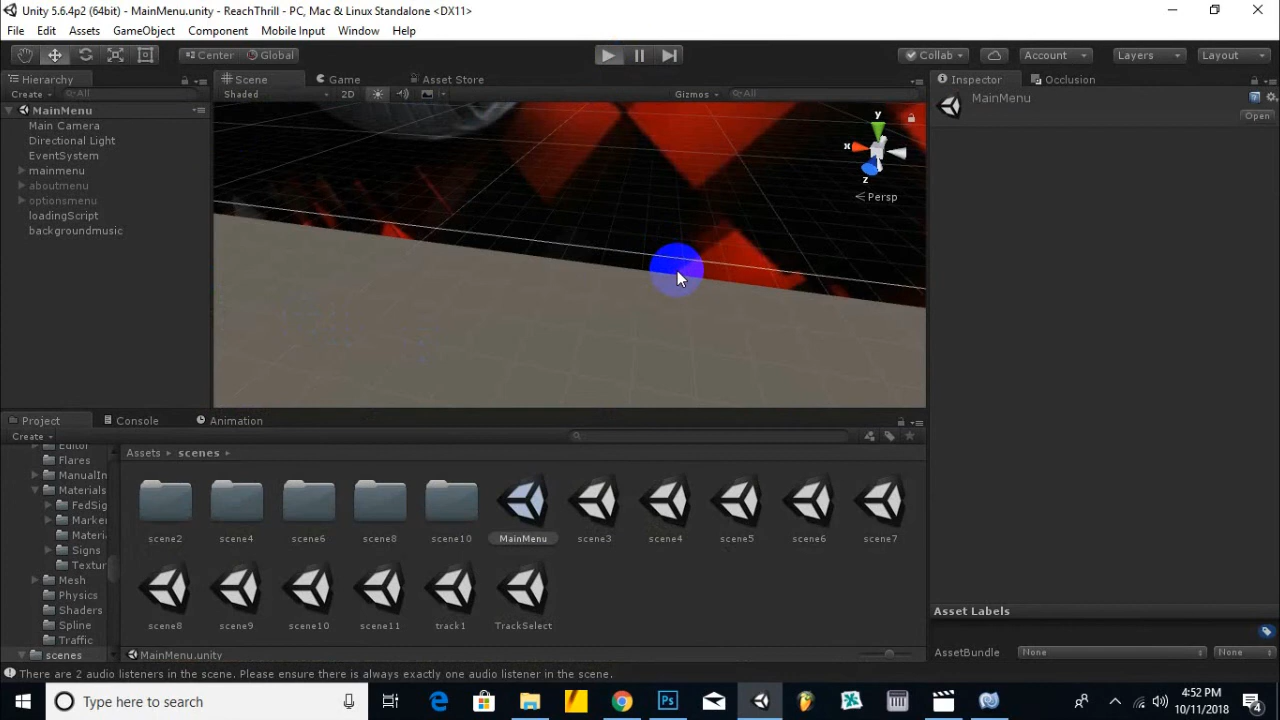 Unity 5.6.4p2 (64bit) - MainMenu.unity - ReachThrill - PC, Mac & Linux Standalone <DX11>
File Edit Assets GameObject Component Mobile Input Window Help
Center Global Collab Account Layers Layout
Hierarchy Scene Game Asset Store Inspector Occlusion
Create All Shaded 2D Gizmos All MainMenu
Open
MainMenu
Main Camera
Directional Light
EventSystem
mainmenu
aboutmenu
optionsmenu
loadingScript
backgroundmusic
y
x
z
Persp
Project Console Animation
Create
Editor
Flares
ManualIn
Materials
FedSig
Marke
Materi
Signs
Textur
Mesh
Physics
Shaders
Spline
Traffic
scenes
Assets scenes
scene2 scene4 scene6 scene8 scene10 MainMenu scene3 scene4 scene5 scene6 scene7
scene8 scene9 scene10 scene11 track1 TrackSelect
MainMenu.unity
Asset Labels
AssetBundle None None
There are 2 audio listeners in the scene. Please ensure there is always exactly one audio listener in the scene.
Type here to search
Ps
4:52 PM
10/11/2018
4